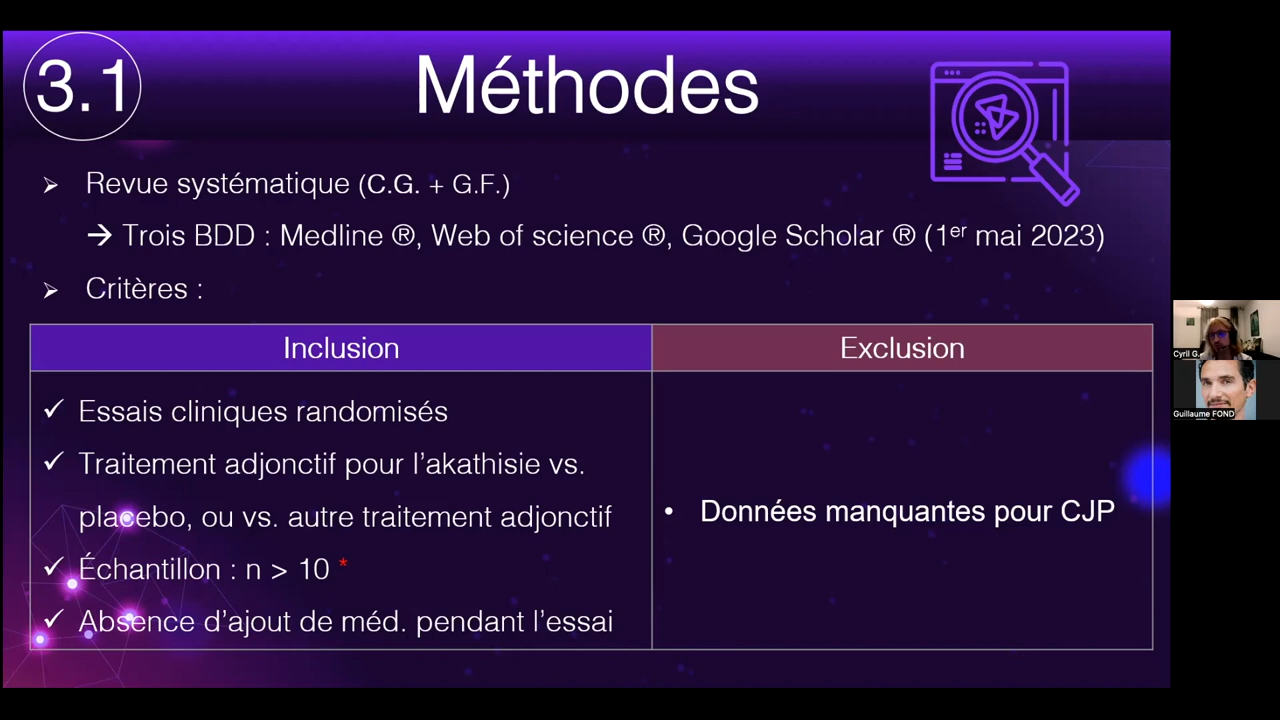 3.1
Méthodes
➢ Revue systématique (C.G. + G.F.)
→ Trois BDD : Medline ®, Web of science ®, Google Scholar ® (1er mai 2023)
➢ Critères :
Inclusion
Exclusion
✓ Essais cliniques randomisés
✓ Traitement adjonctif pour l’akathisie vs.
placebo, ou vs. autre traitement adjonctif
✓ Échantillon : n > 10 *
✓ Absence d’ajout de méd. pendant l’essai
• Données manquantes pour CJP
Cyril G.
Guillaume FOND